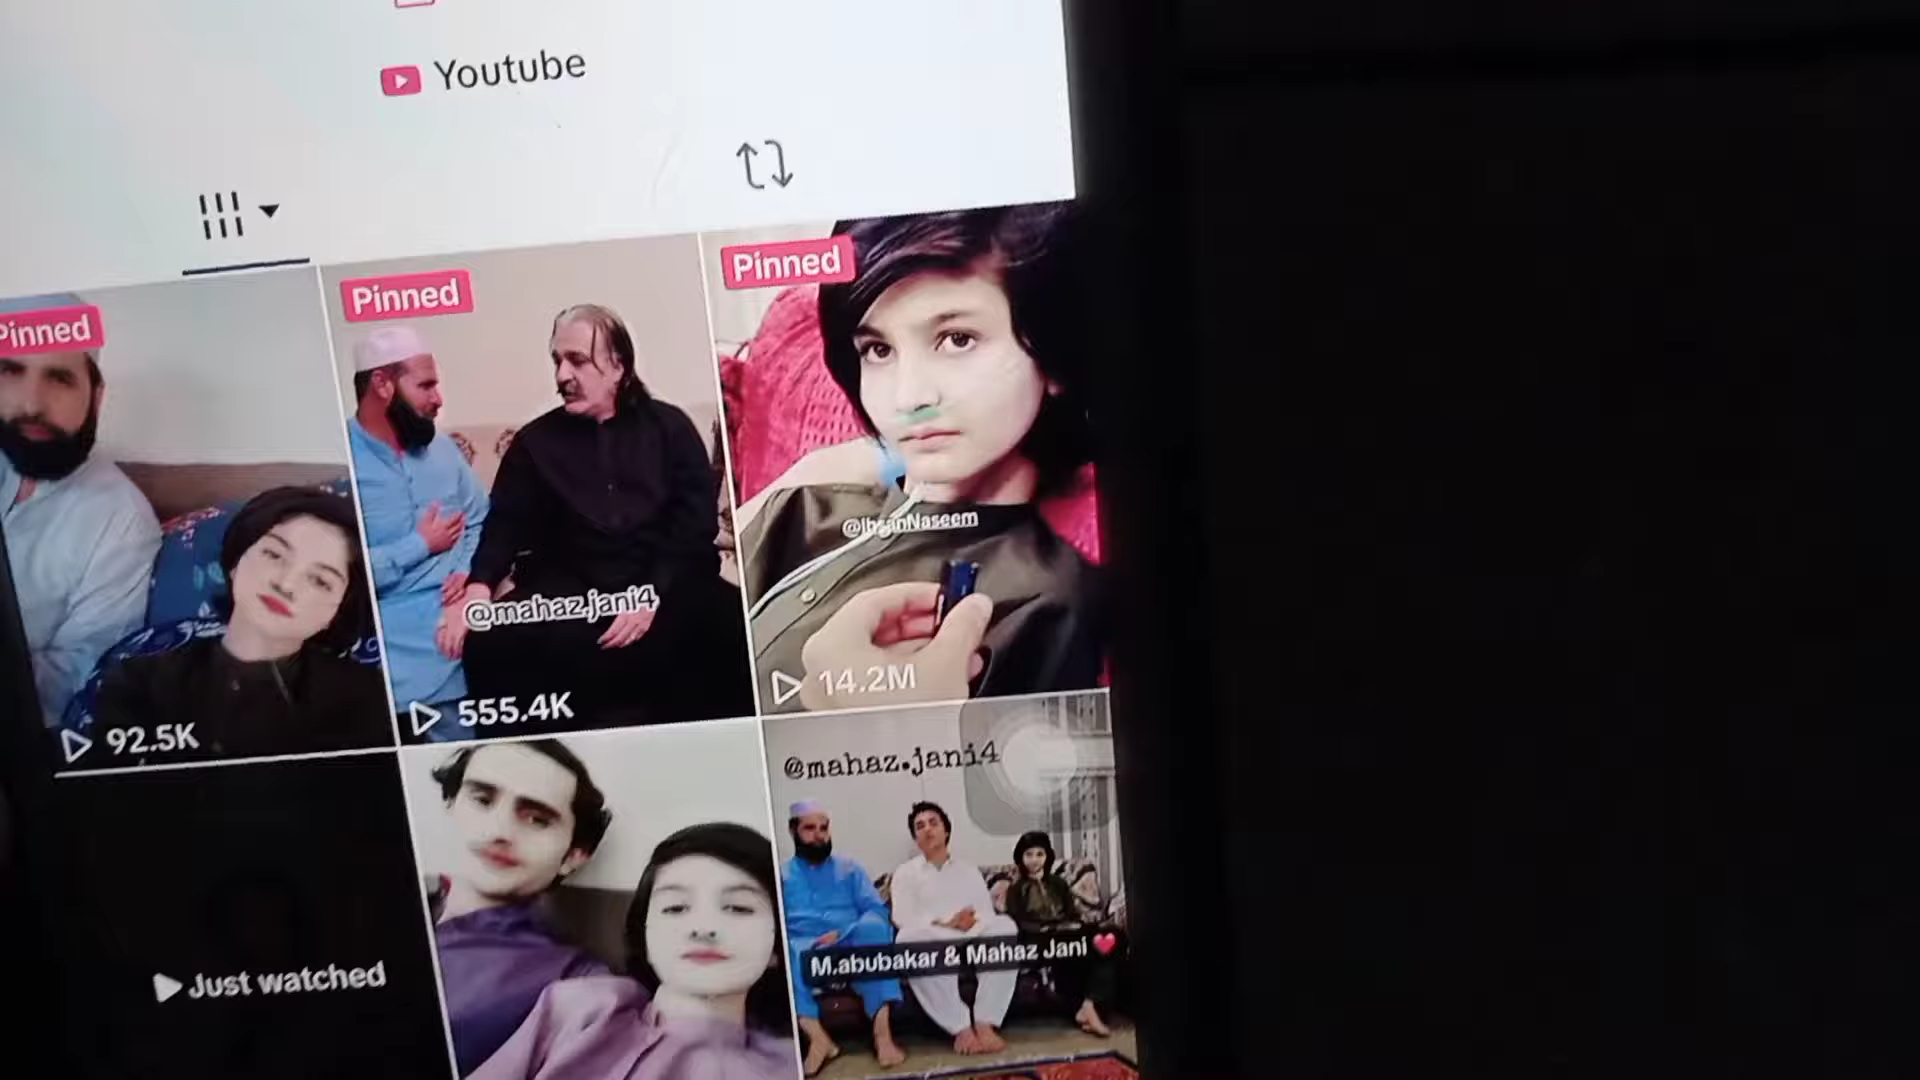 Youtube
Pinned
Pinned
Pinned
@IhsanNaseem
@mahaz.jani4
92.5K
555.4K
14.2M
@mahaz.jani4
M.abubakar & Mahaz Jani ❤
Just watched